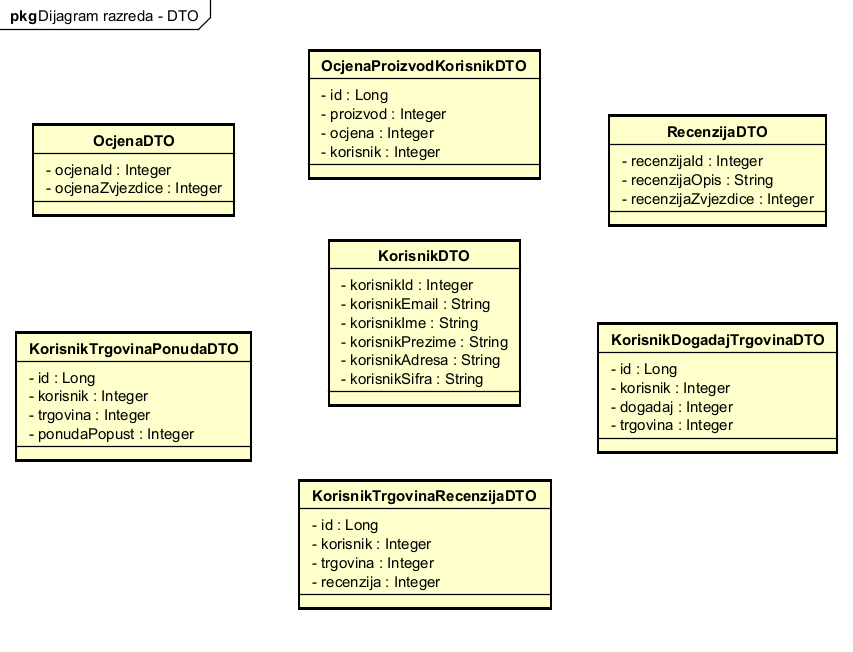 pkgDijagram razreda - DTO
OcjenaProizvodKorisnikDTO
- id : Long
- proizvod : Integer
- ocjena : Integer
- korisnik : Integer
OcjenaDTO
- ocjenaId : Integer
- ocjenaZvjezdice : Integer
RecenzijaDTO
- recenzijaId : Integer
- recenzijaOpis : String
- recenzijaZvjezdice : Integer
KorisnikDTO
- korisnikId : Integer
- korisnikEmail : String
- korisnikIme : String
- korisnikPrezime : String
- korisnikAdresa : String
- korisnikSifra : String
KorisnikTrgovinaPonudaDTO
- id : Long
- korisnik : Integer
- trgovina : Integer
- ponudaPopust : Integer
KorisnikDogadajTrgovinaDTO
- id : Long
- korisnik : Integer
- dogadaj : Integer
- trgovina : Integer
KorisnikTrgovinaRecenzijaDTO
- id : Long
- korisnik : Integer
- trgovina : Integer
- recenzija : Integer